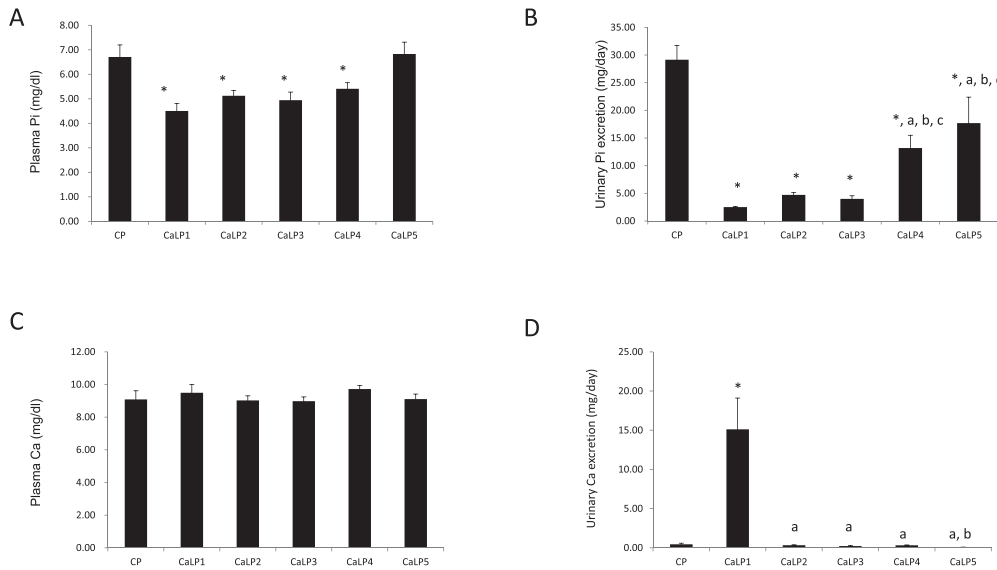 A
Plasma Pi (mg/dl)
8.00
7.00
6.00
5.00
4.00
3.00
2.00
1.00
0.00
*
*
*
*
CP
CaLP1
CaLP2
CaLP3
CaLP4
CaLP5
B
Urinary Pi excretion (mg/day)
35.00
30.00
25.00
20.00
15.00
10.00
5.00
0.00
*
*
*
*, a, b, c
*, a, b,
CP
CaLP1
CaLP2
CaLP3
CaLP4
CaLP5
C
Plasma Ca (mg/dl)
12.00
10.00
8.00
6.00
4.00
2.00
0.00
CP
CaLP1
CaLP2
CaLP3
CaLP4
CaLP5
D
Urinary Ca excretion (mg/day)
25.00
20.00
15.00
10.00
5.00
0.00
*
a
a
a
a, b
CP
CaLP1
CaLP2
CaLP3
CaLP4
CaLP5